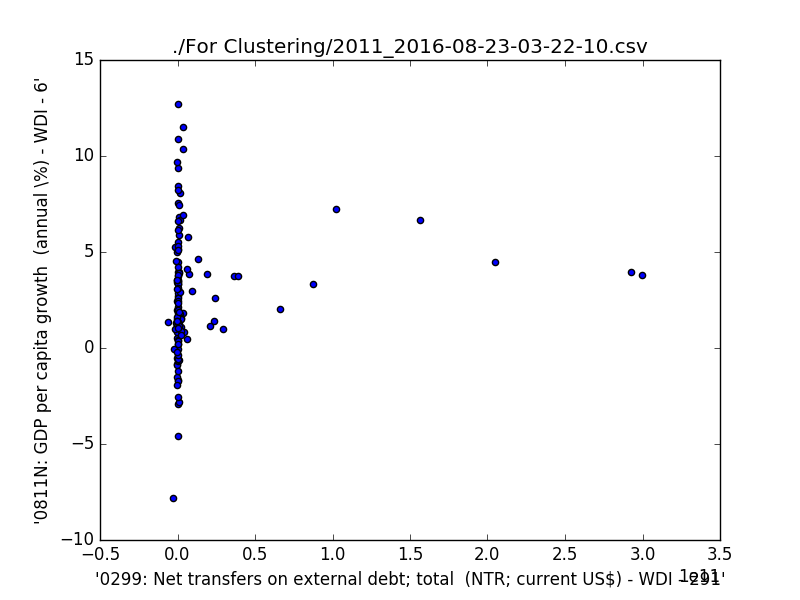 ./For Clustering/2011_2016-08-23-03-22-10.csv
15
10
5
0
−5
−10
'0811N: GDP per capita growth (annual \%) - WDI - 6'
−0.5 0.0 0.5 1.0 1.5 2.0 2.5 3.0 3.5
1e11
'0299: Net transfers on external debt; total (NTR; current US$) - WDI - 291'